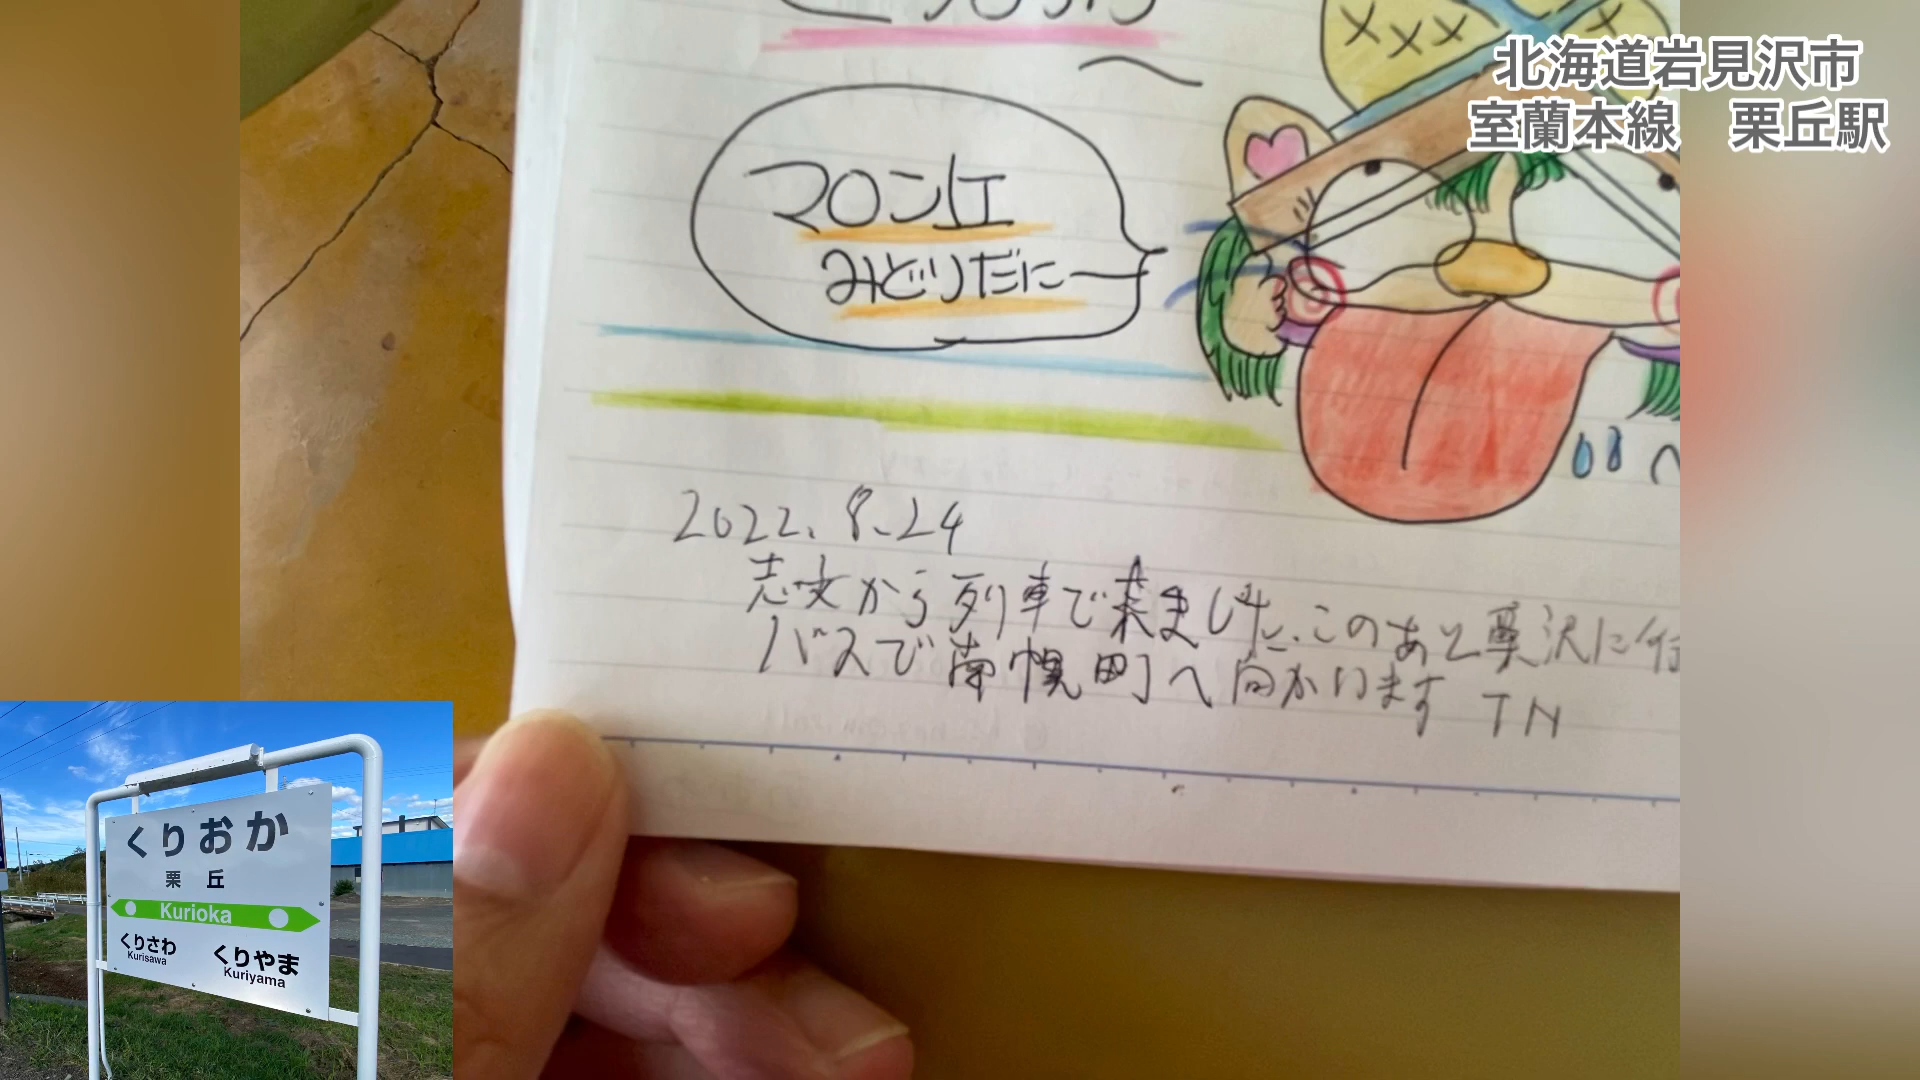 北海道岩見沢市
室蘭本線　栗丘駅
マロン丘
みどりだに
2022.8.24
志文から列車で来ました。このあと栗沢に行
バスで南幌町へ向かいます TN
くりおか
栗丘
Kurioka
くりさわ くりやま
Kurisawa Kuriyama